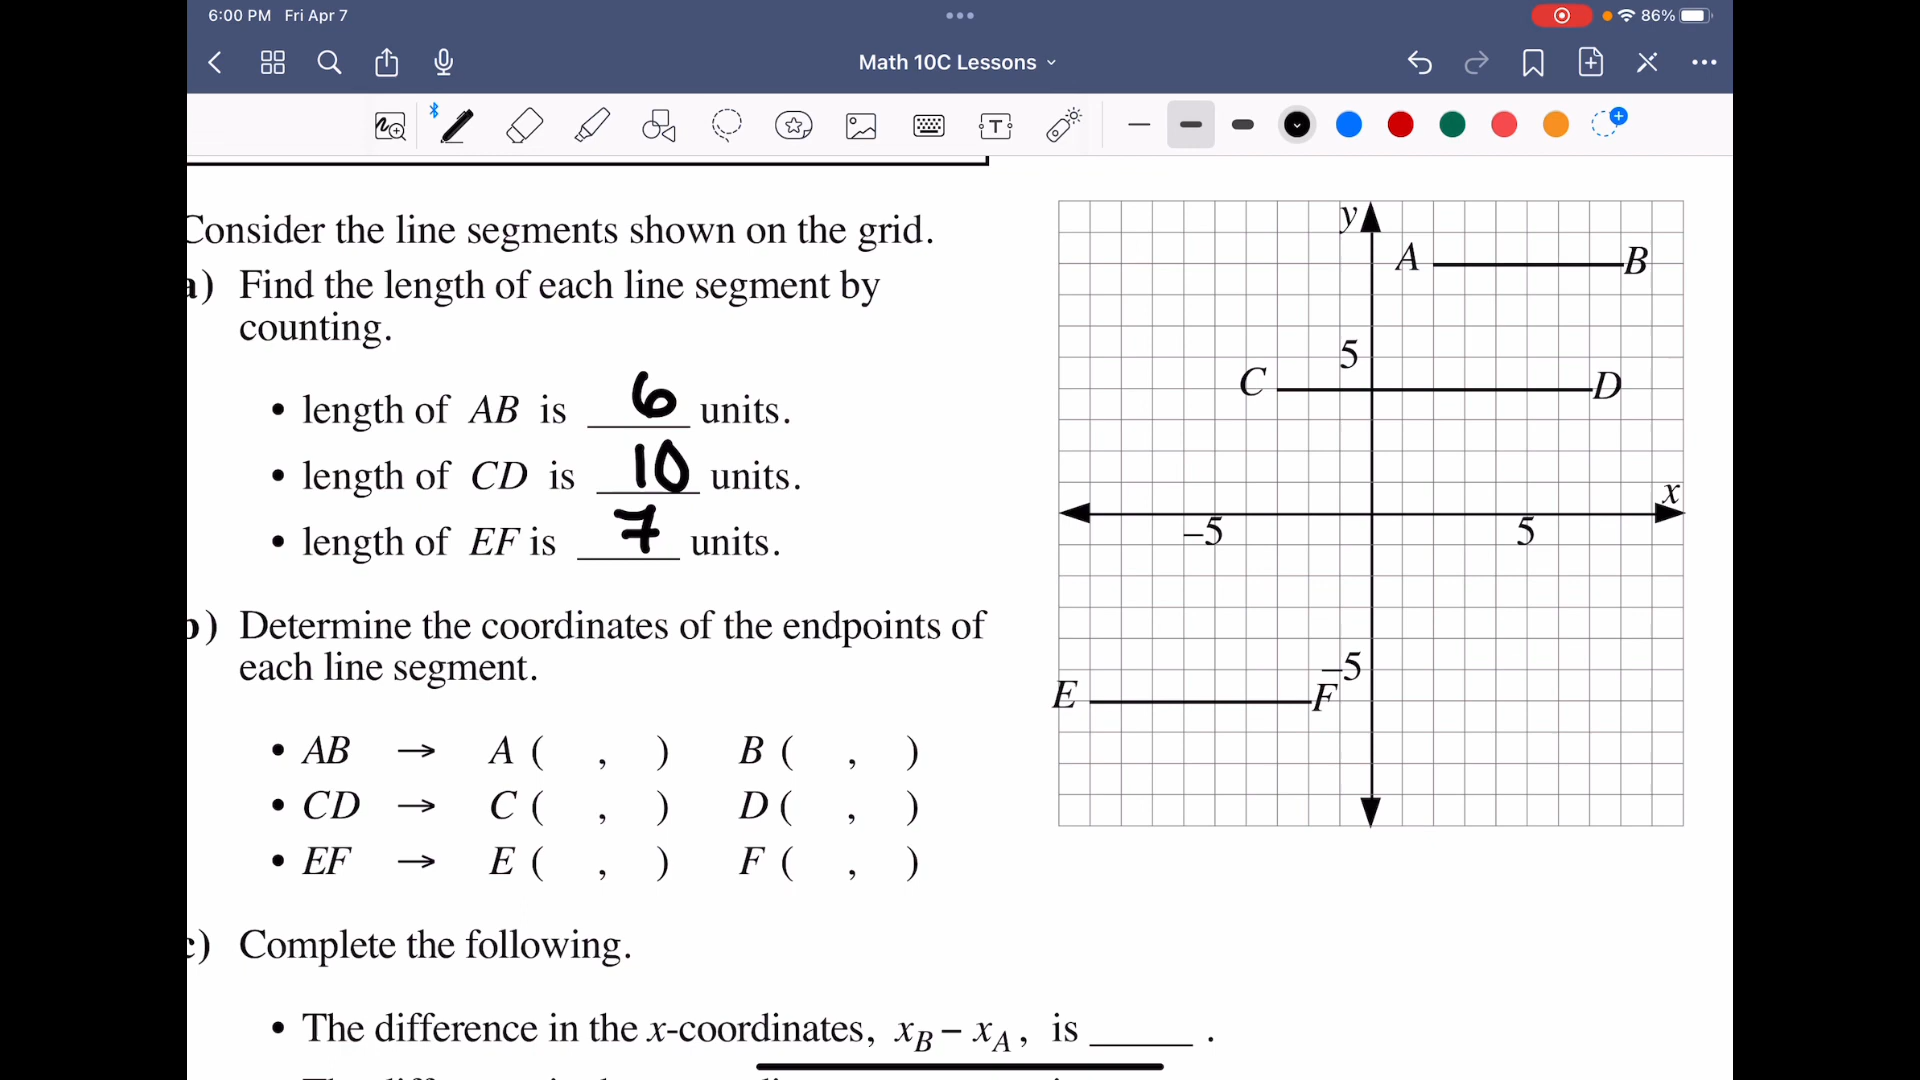 6:00 PM Fri Apr 7
86%
Math 10C Lessons
Consider the line segments shown on the grid.
a) Find the length of each line segment by
counting.
• length of AB is 6 units.
• length of CD is 10 units.
• length of EF is 7 units.
b) Determine the coordinates of the endpoints of
each line segment.
• AB → A ( , ) B ( , )
• CD → C ( , ) D ( , )
• EF → E ( , ) F ( , )
c) Complete the following.
• The difference in the x-coordinates, xB – xA, is ______ .
y
A B
5
C D
x
–5 5
–5
E F